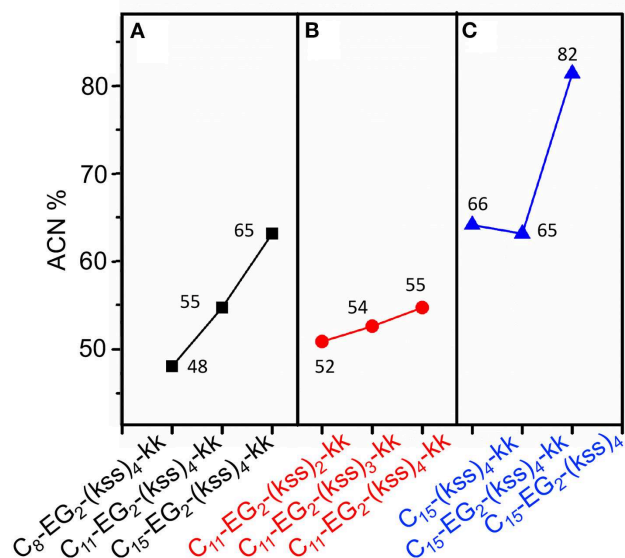 A
B
C
ACN %
80
70
60
50
48
55
65
52
54
55
66
65
82
C₈-EG₂-(kss)₄-kk
C₁₁-EG₂-(kss)₄-kk
C₁₅-EG₂-(kss)₄-kk
C₁₁-EG₂-(kss)₂-kk
C₁₁-EG₂-(kss)₃-kk
C₁₁-EG₂-(kss)₄-kk
C₁₅-(kss)₄-kk
C₁₅-EG₂-(kss)₄-kk
C₁₅-EG₂-(kss)₄